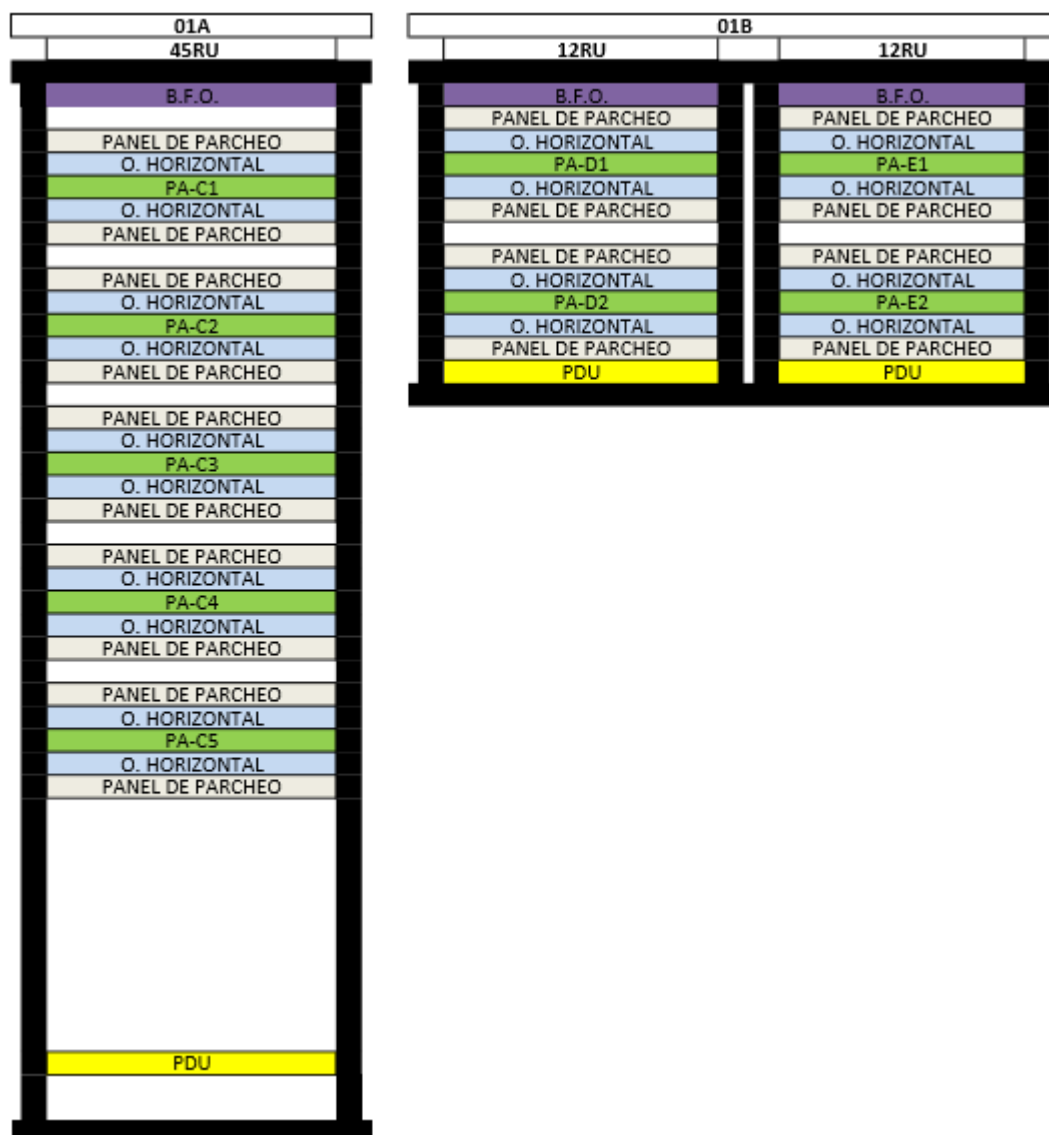 01A
45RU
B.F.O.
PANEL DE PARCHEO
O. HORIZONTAL
PA-C1
O. HORIZONTAL
PANEL DE PARCHEO
PANEL DE PARCHEO
O. HORIZONTAL
PA-C2
O. HORIZONTAL
PANEL DE PARCHEO
PANEL DE PARCHEO
O. HORIZONTAL
PA-C3
O. HORIZONTAL
PANEL DE PARCHEO
PANEL DE PARCHEO
O. HORIZONTAL
PA-C4
O. HORIZONTAL
PANEL DE PARCHEO
PANEL DE PARCHEO
O. HORIZONTAL
PA-C5
O. HORIZONTAL
PANEL DE PARCHEO
PDU
01B
12RU
B.F.O.
PANEL DE PARCHEO
O. HORIZONTAL
PA-D1
O. HORIZONTAL
PANEL DE PARCHEO
PANEL DE PARCHEO
O. HORIZONTAL
PA-D2
O. HORIZONTAL
PANEL DE PARCHEO
PDU
12RU
B.F.O.
PANEL DE PARCHEO
O. HORIZONTAL
PA-E1
O. HORIZONTAL
PANEL DE PARCHEO
PANEL DE PARCHEO
O. HORIZONTAL
PA-E2
O. HORIZONTAL
PANEL DE PARCHEO
PDU